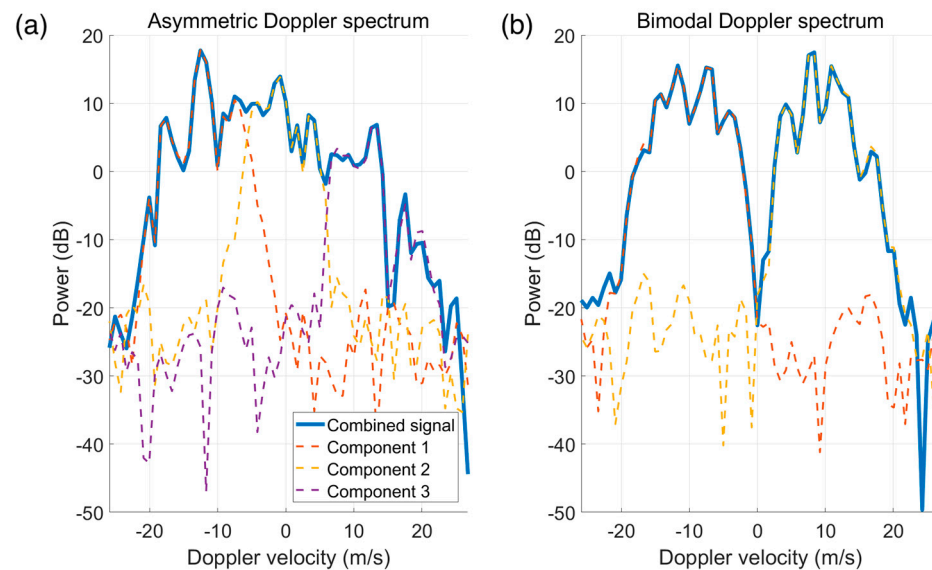 (a)
Asymmetric Doppler spectrum
20
10
0
-10
-20
-30
-40
-50
Power (dB)
-20 -10 0 10 20
Doppler velocity (m/s)
Combined signal
Component 1
Component 2
Component 3
(b)
Bimodal Doppler spectrum
20
10
0
-10
-20
-30
-40
-50
Power (dB)
-20 -10 0 10 20
Doppler velocity (m/s)